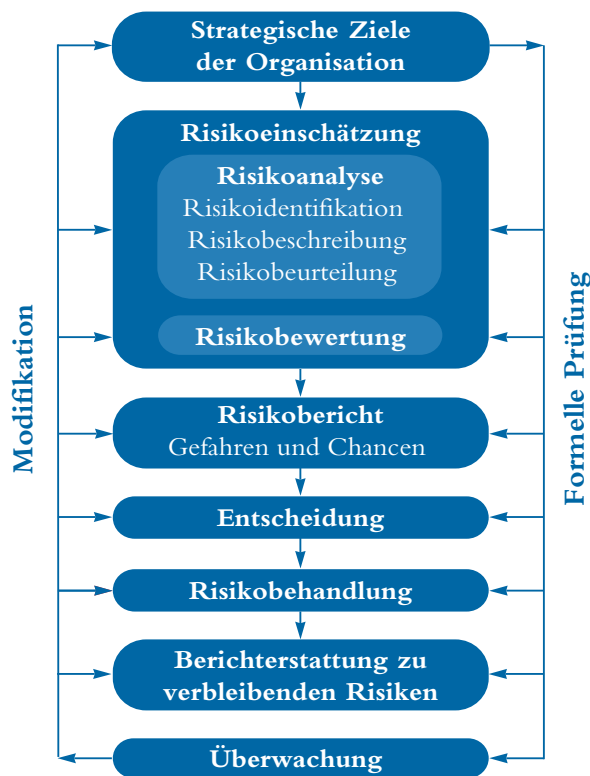 Strategische Ziele
der Organisation
Risikoeinschätzung
Risikoanalyse
Risikoidentifikation
Risikobeschreibung
Risikobeurteilung
Risikobewertung
Risikobericht
Gefahren und Chancen
Entscheidung
Risikobehandlung
Berichterstattung zu
verbleibenden Risiken
Überwachung
Modifikation
Formelle Prüfung